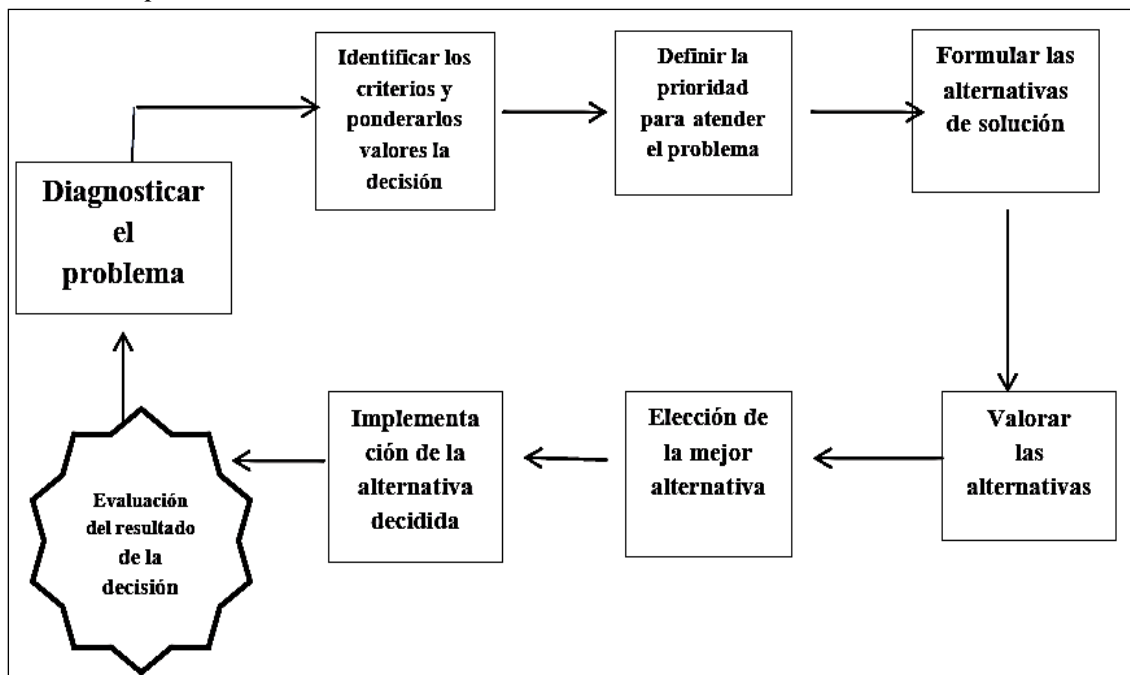 Diagnosticar
el
problema
Identificar los
criterios y
ponderarlos
valores la
decisión
Definir la
prioridad
para atender
el problema
Formular las
alternativas
de solución
Valorar
las
alternativas
Elección de
la mejor
alternativa
Implementa
ción de la
alternativa
decidida
Evaluación
del resultado
de la
decisión